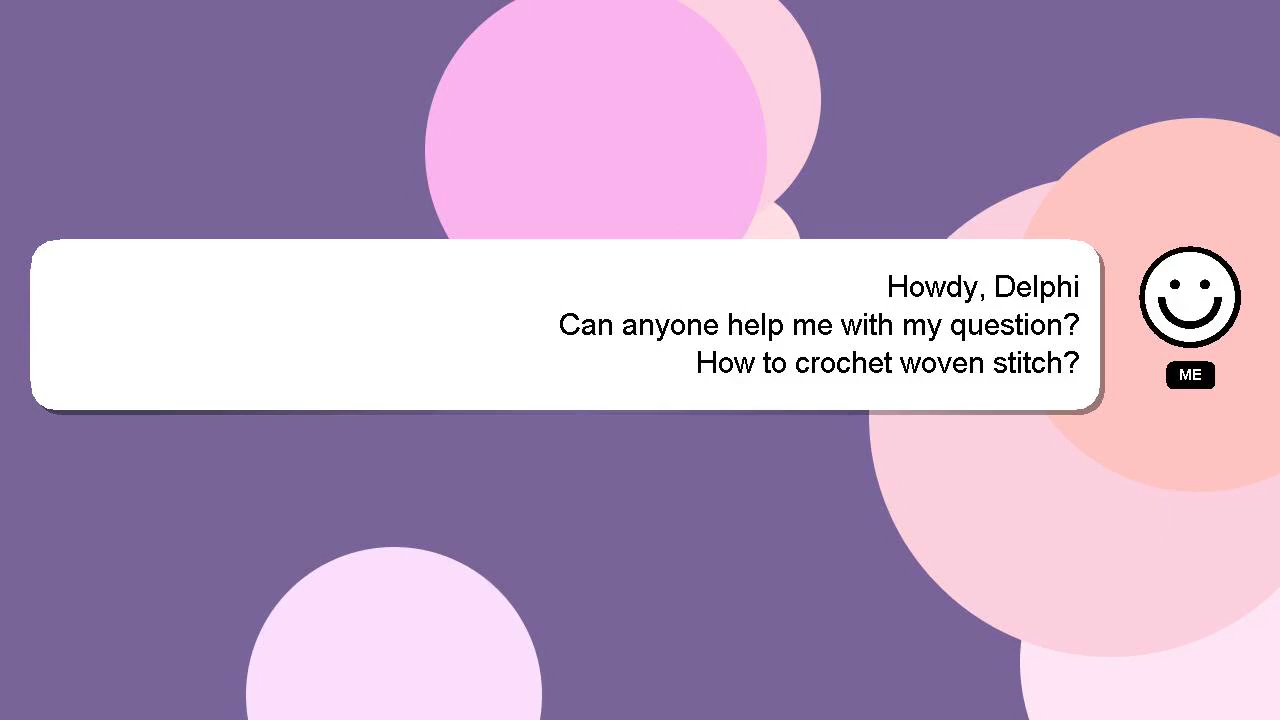 Howdy, Delphi
Can anyone help me with my question?
How to crochet woven stitch?
ME